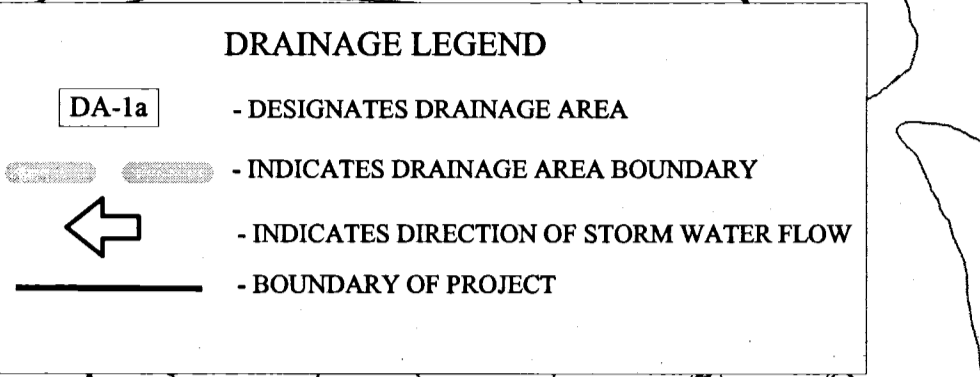 DRAINAGE LEGEND
DA-1a - DESIGNATES DRAINAGE AREA
- INDICATES DRAINAGE AREA BOUNDARY
- INDICATES DIRECTION OF STORM WATER FLOW
- BOUNDARY OF PROJECT